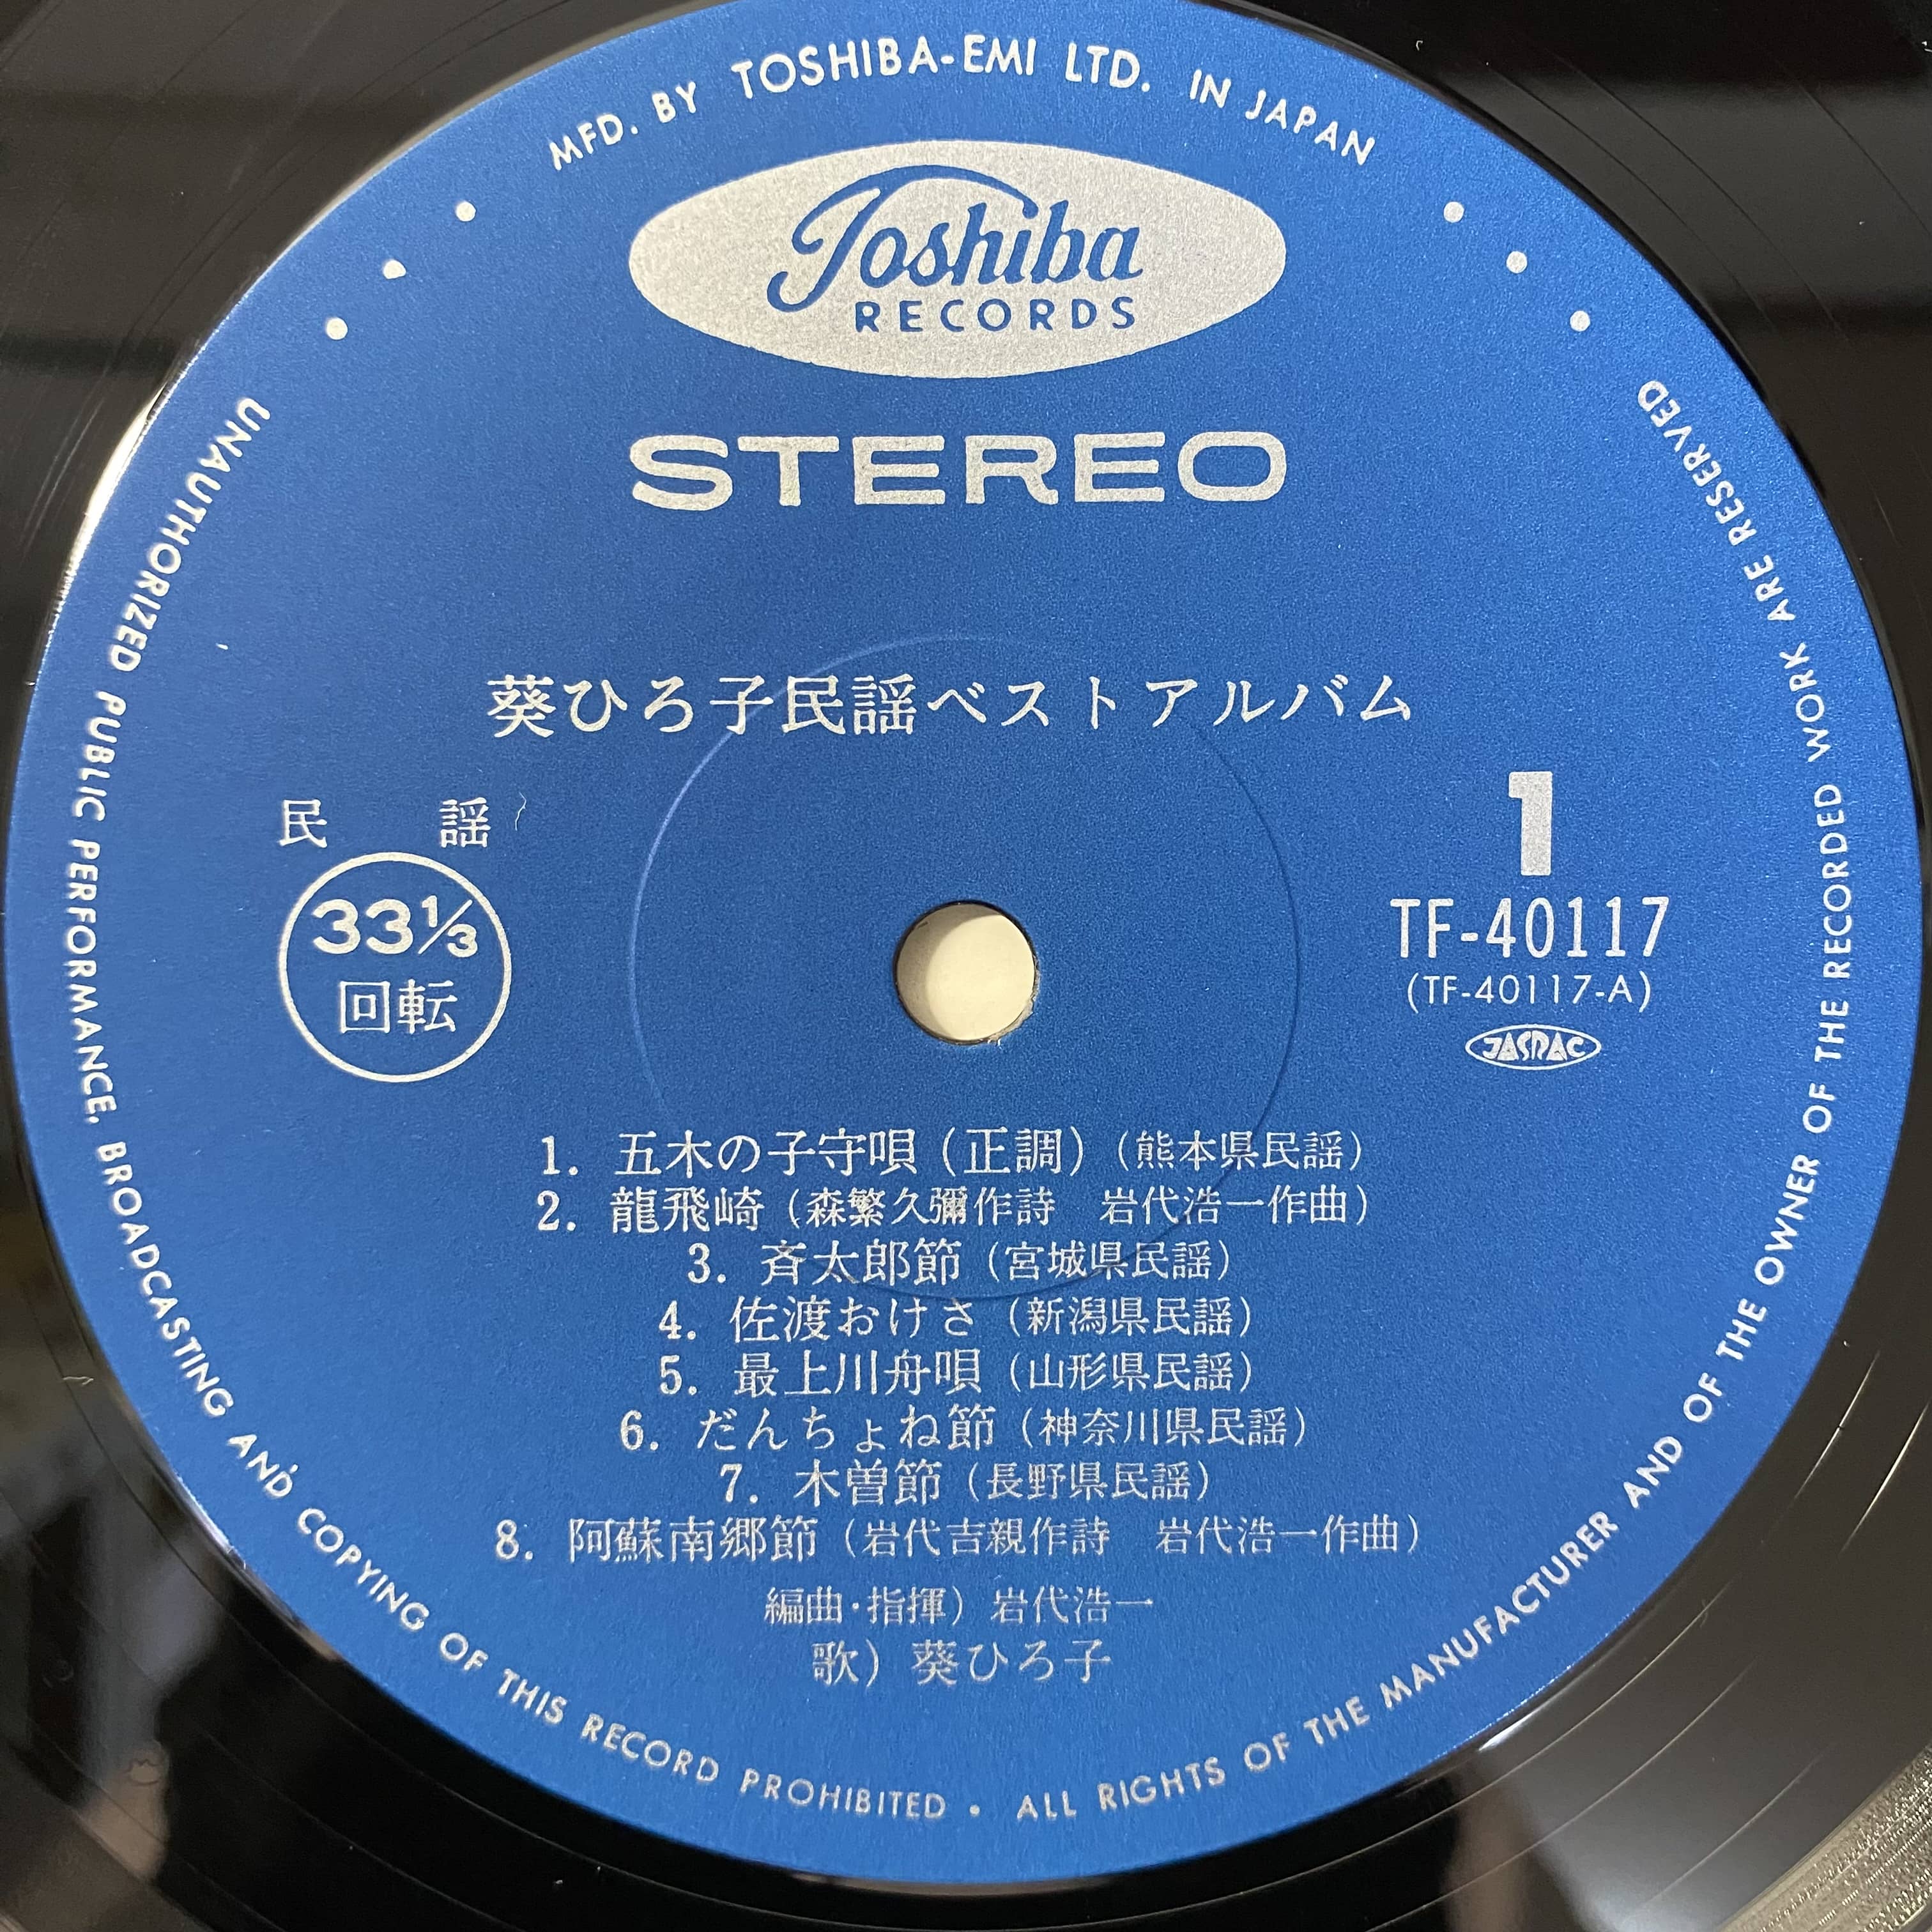 MFD. BY TOSHIBA-EMI LTD. IN JAPAN
Toshiba
RECORDS
STEREO
葵ひろ子民謡ベストアルバム
民 謡
33⅓
回転
1
TF-40117
(TF-40117-A)
JASRAC
1. 五木の子守唄(正調)(熊本県民謡)
2. 龍飛崎(森繁久彌作詩 岩代浩一作曲)
3. 斉太郎節(宮城県民謡)
4. 佐渡おけさ(新潟県民謡)
5. 最上川舟唄(山形県民謡)
6. だんちょね節(神奈川県民謡)
7. 木曽節(長野県民謡)
8. 阿蘇南郷節(岩代吉親作詩 岩代浩一作曲)
編曲・指揮) 岩代浩一
歌) 葵ひろ子
UNAUTHORIZED PUBLIC PERFORMANCE, BROADCASTING AND COPYING OF THIS RECORD PROHIBITED • ALL RIGHTS OF THE MANUFACTURER AND OF THE OWNER OF THE RECORDED WORK ARE RESERVED